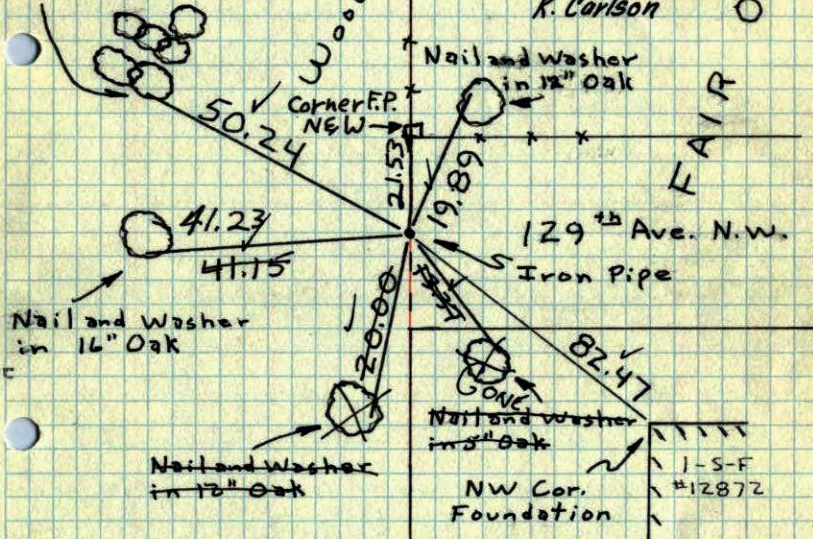 K. Carlson
Woo
Nail and Washer
in 12" Oak
Corner F.P.
N&W
50.24
21.53
19.89
FAIR
41.23
41.15
129th Ave. N.W.
Iron Pipe
Nail and Washer
in 16" Oak
20.00
82.47
GONE
Nail and Washer
in 5" Oak
Nail and Washer
in 12" Oak
NW Cor.
Foundation
1-S-F
#12872